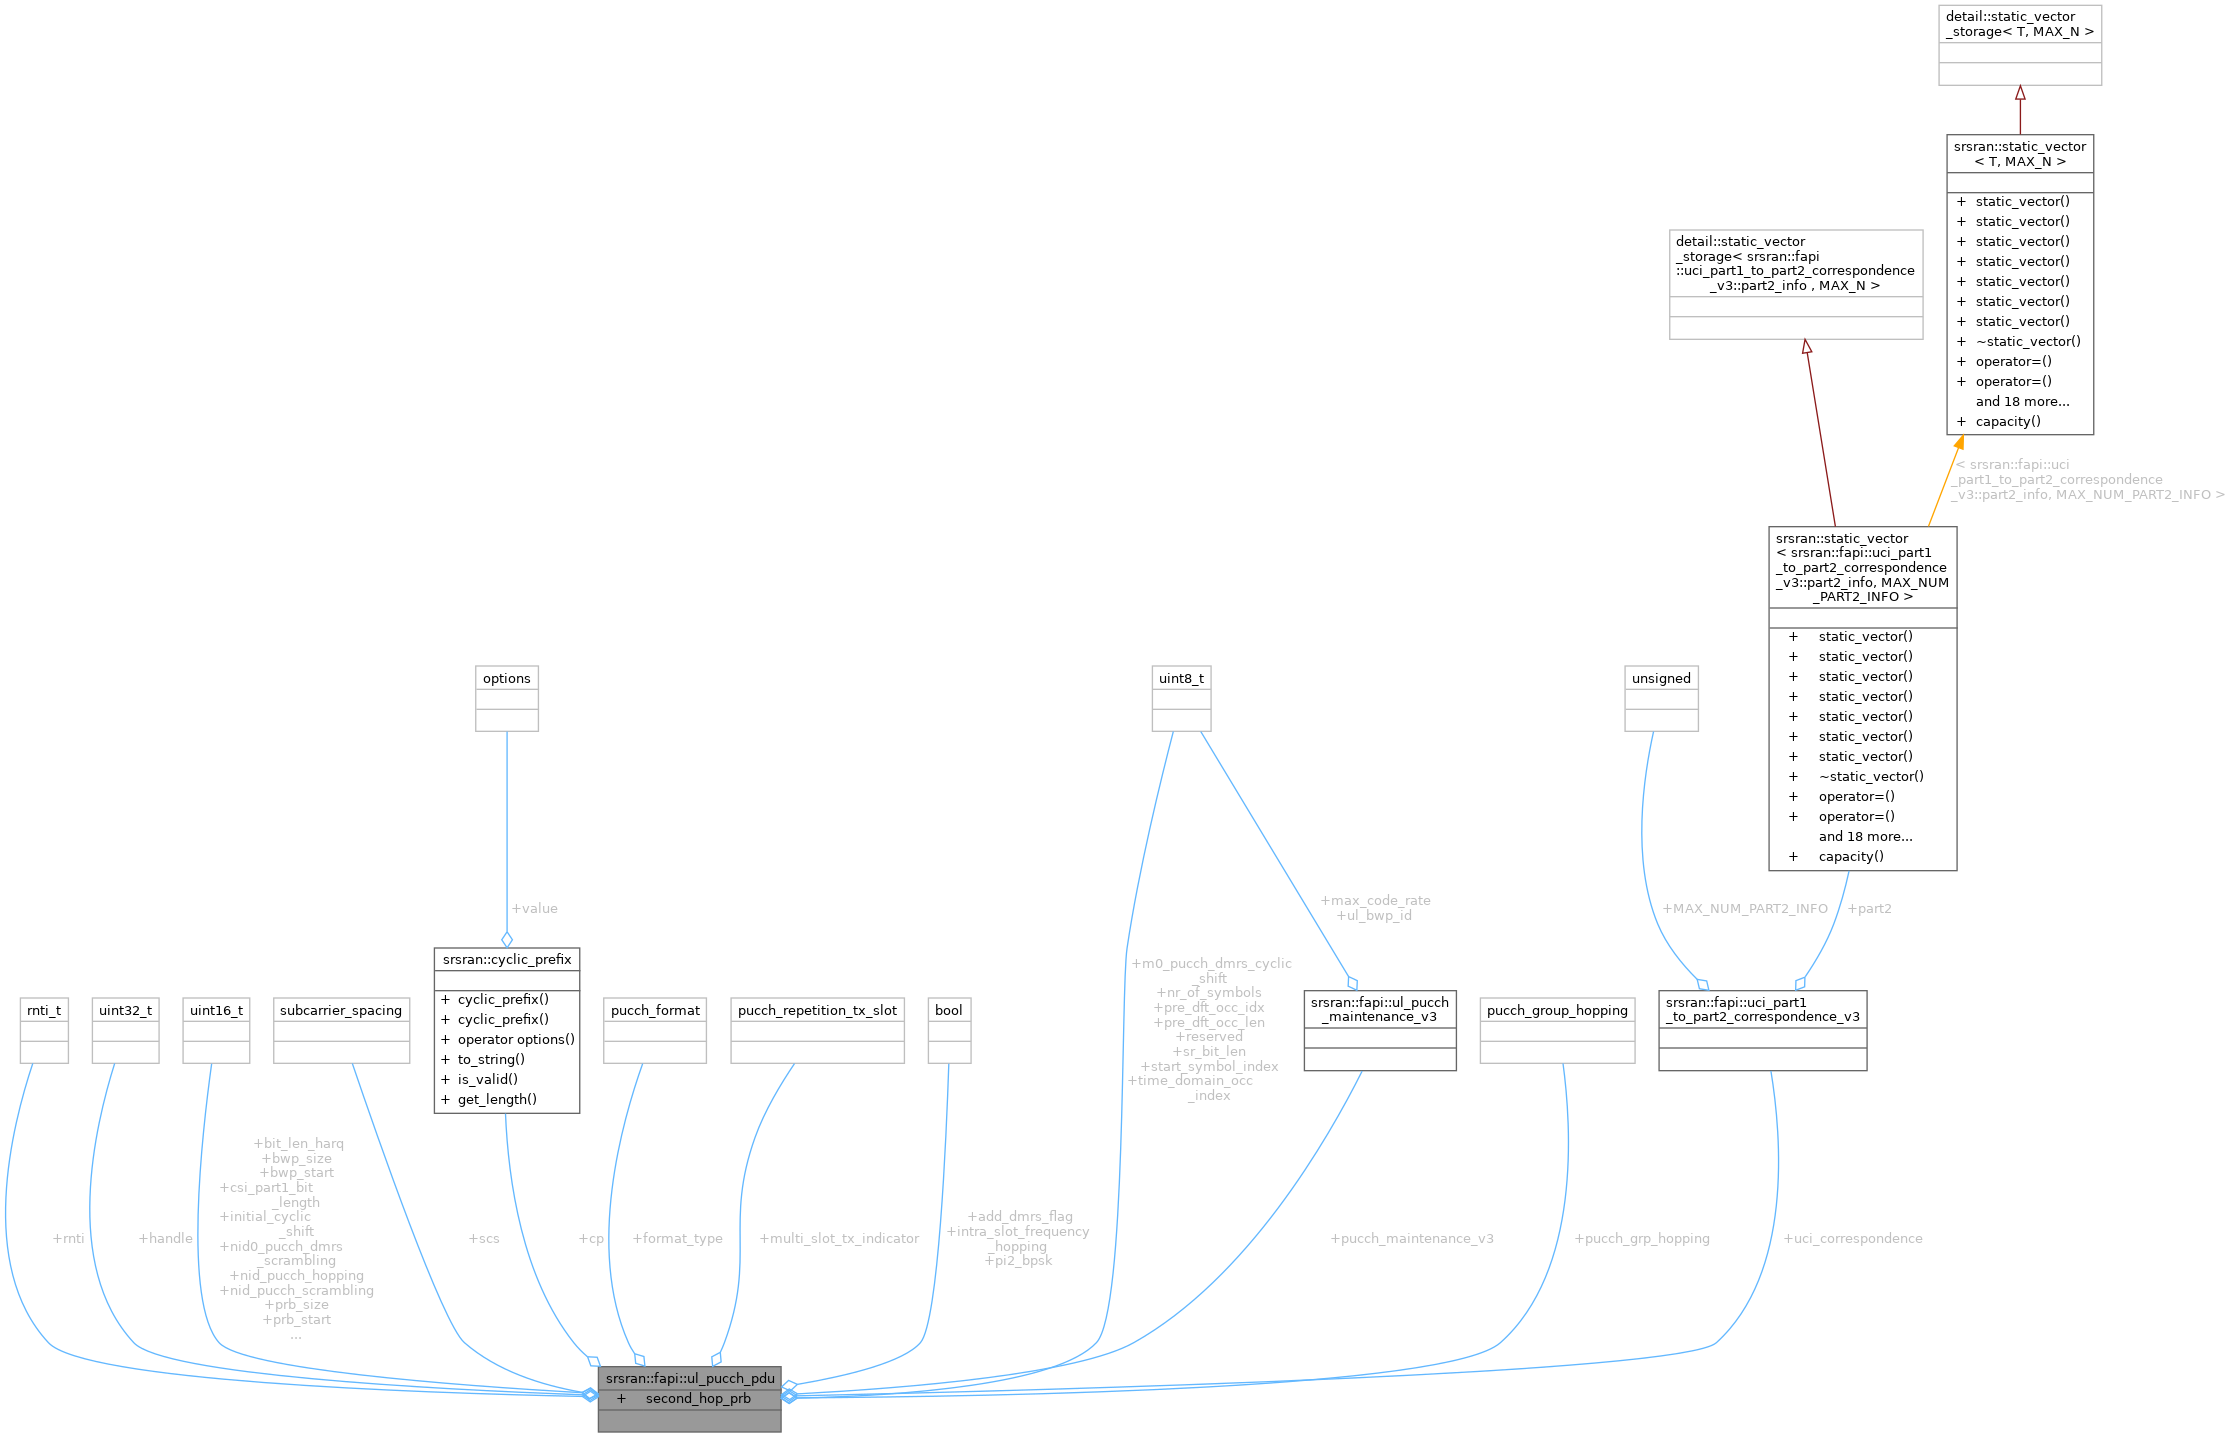 detail::static_vector
_storage< T, MAX_N >
srsran::static_vector
< T, MAX_N >
+ static_vector()
+ static_vector()
+ static_vector()
+ static_vector()
+ static_vector()
+ static_vector()
+ static_vector()
+ ~static_vector()
+ operator=()
+ operator=()
and 18 more...
+ capacity()
detail::static_vector
_storage< srsran::fapi
::uci_part1_to_part2_correspondence
_v3::part2_info , MAX_N >
< srsran::fapi::uci
_part1_to_part2_correspondence
_v3::part2_info, MAX_NUM_PART2_INFO >
srsran::static_vector
< srsran::fapi::uci_part1
_to_part2_correspondence
_v3::part2_info, MAX_NUM
_PART2_INFO >
+ static_vector()
+ static_vector()
+ static_vector()
+ static_vector()
+ static_vector()
+ static_vector()
+ static_vector()
+ ~static_vector()
+ operator=()
+ operator=()
and 18 more...
+ capacity()
options
uint8_t
unsigned
+value
+max_code_rate
+ul_bwp_id
+MAX_NUM_PART2_INFO
+part2
rnti_t
uint32_t
uint16_t
subcarrier_spacing
srsran::cyclic_prefix
+ cyclic_prefix()
+ cyclic_prefix()
+ operator options()
+ to_string()
+ is_valid()
+ get_length()
pucch_format
pucch_repetition_tx_slot
bool
+m0_pucch_dmrs_cyclic
_shift
+nr_of_symbols
+pre_dft_occ_idx
+pre_dft_occ_len
+reserved
+sr_bit_len
+start_symbol_index
+time_domain_occ
_index
srsran::fapi::ul_pucch
_maintenance_v3
pucch_group_hopping
srsran::fapi::uci_part1
_to_part2_correspondence_v3
+rnti
+handle
+bit_len_harq
+bwp_size
+bwp_start
+csi_part1_bit
_length
+initial_cyclic
_shift
+nid0_pucch_dmrs
_scrambling
+nid_pucch_hopping
+nid_pucch_scrambling
+prb_size
+prb_start
...
+scs
+cp
+format_type
+multi_slot_tx_indicator
+add_dmrs_flag
+intra_slot_frequency
_hopping
+pi2_bpsk
+pucch_maintenance_v3
+pucch_grp_hopping
+uci_correspondence
srsran::fapi::ul_pucch_pdu
+ second_hop_prb